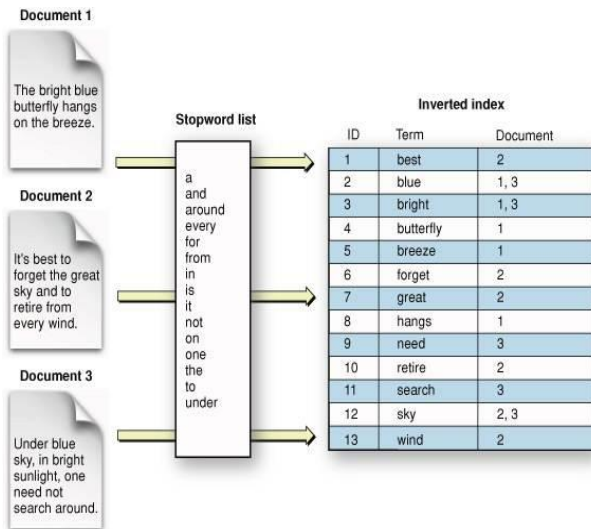 Document 1
The bright blue
butterfly hangs
on the breeze.
Document 2
It's best to
forget the great
sky and to
retire from
every wind.
Document 3
Under blue
sky, in bright
sunlight, one
need not
search around.
Stopword list
a
and
around
every
for
from
in
is
it
not
on
one
the
to
under
Inverted index
ID Term Document
1 best 2
2 blue 1, 3
3 bright 1, 3
4 butterfly 1
5 breeze 1
6 forget 2
7 great 2
8 hangs 1
9 need 3
10 retire 2
11 search 3
12 sky 2, 3
13 wind 2